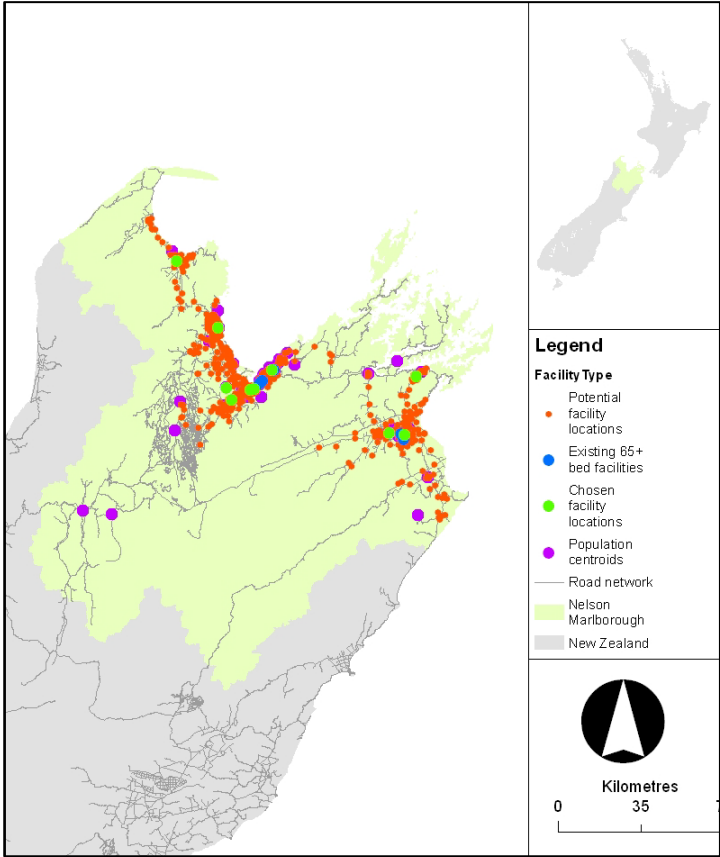 Legend
Facility Type
Potential
facility
locations
Existing 65+
bed facilities
Chosen
facility
locations
Population
centroids
Road network
Nelson
Marlborough
New Zealand
Kilometres
0 35 7